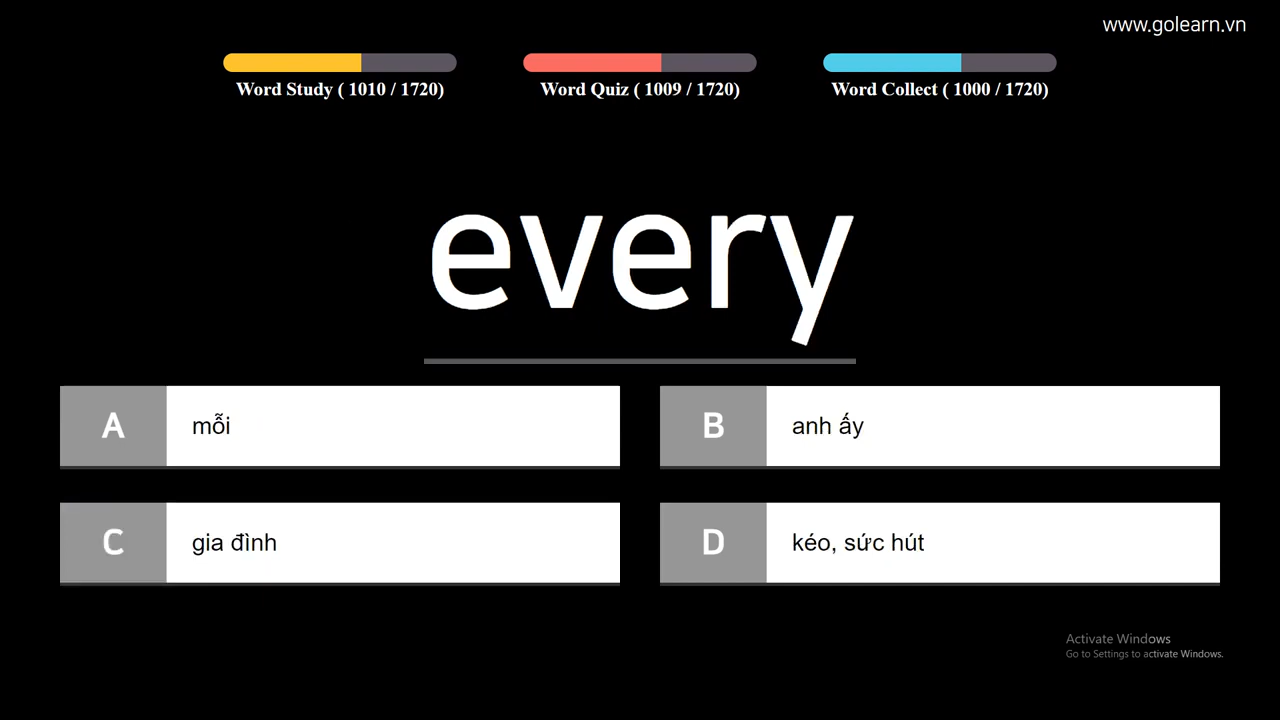 www.golearn.vn
Word Study ( 1010 / 1720)
Word Quiz ( 1009 / 1720)
Word Collect ( 1000 / 1720)
every
A mỗi
B anh ấy
C gia đình
D kéo, sức hút
Activate Windows
Go to Settings to activate Windows.